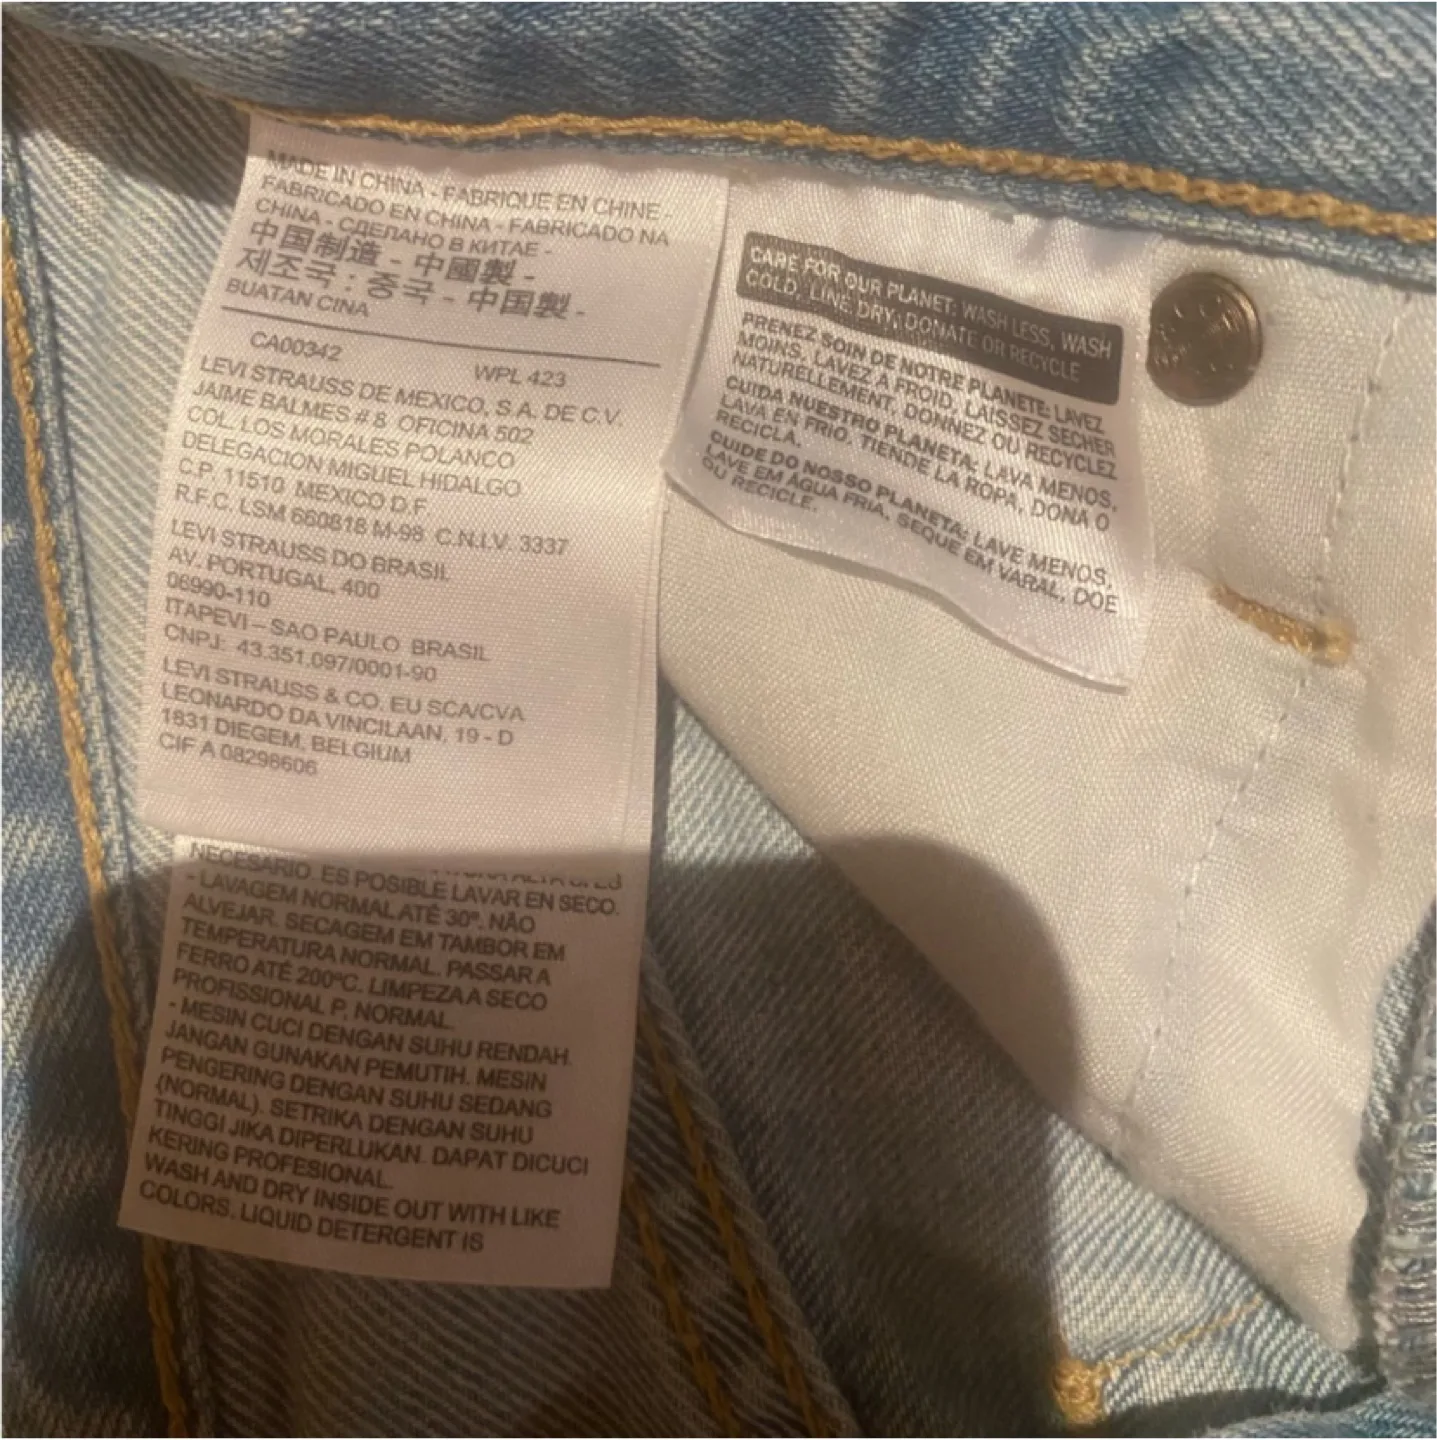 MADE IN CHINA - FABRIQUE EN CHINE -
FABRICADO EN CHINA - FABRICADO NA
CHINA - СДЕЛАНО В КИТАЕ -
中国制造 - 中國製 -
제조국 : 중국 - 中国製 -
BUATAN CINA
CA00342 WPL 423
LEVI STRAUSS DE MEXICO, S.A. DE C.V.
JAIME BALMES # 8 OFICINA 502
COL. LOS MORALES POLANCO
DELEGACION MIGUEL HIDALGO
C.P. 11510 MEXICO D.F
R.F.C. LSM 660818 M-98 C.N.I.V. 3337
LEVI STRAUSS DO BRASIL
AV. PORTUGAL, 400
06990-110
ITAPEVI – SAO PAULO BRASIL
CNPJ: 43.351.097/0001-90
LEVI STRAUSS & CO. EU SCA/CVA
LEONARDO DA VINCILAAN, 19 - D
1831 DIEGEM, BELGIUM
CIF A 08298606
NECESARIO. ES POSIBLE LAVAR EN SECO.
- LAVAGEM NORMAL ATÉ 30º. NÃO
ALVEJAR. SECAGEM EM TAMBOR EM
TEMPERATURA NORMAL. PASSAR A
FERRO ATÉ 200ºC. LIMPEZA A SECO
PROFISSIONAL P, NORMAL.
- MESIN CUCI DENGAN SUHU RENDAH.
JANGAN GUNAKAN PEMUTIH. MESIN
PENGERING DENGAN SUHU SEDANG
(NORMAL). SETRIKA DENGAN SUHU
TINGGI JIKA DIPERLUKAN. DAPAT DICUCI
KERING PROFESIONAL.
WASH AND DRY INSIDE OUT WITH LIKE
COLORS. LIQUID DETERGENT IS
CARE FOR OUR PLANET: WASH LESS, WASH
COLD, LINE DRY, DONATE OR RECYCLE
PRENEZ SOIN DE NOTRE PLANETE: LAVEZ
MOINS, LAVEZ A FROID, LAISSEZ SECHER
NATURELLEMENT, DONNEZ OU RECYCLEZ
CUIDA NUESTRO PLANETA: LAVA MENOS,
LAVA EN FRIO. TIENDE LA ROPA, DONA O
RECICLA.
CUIDE DO NOSSO PLANETA: LAVE MENOS,
LAVE EM ÁGUA FRIA, SEQUE EM VARAL, DOE
OU RECICLE.